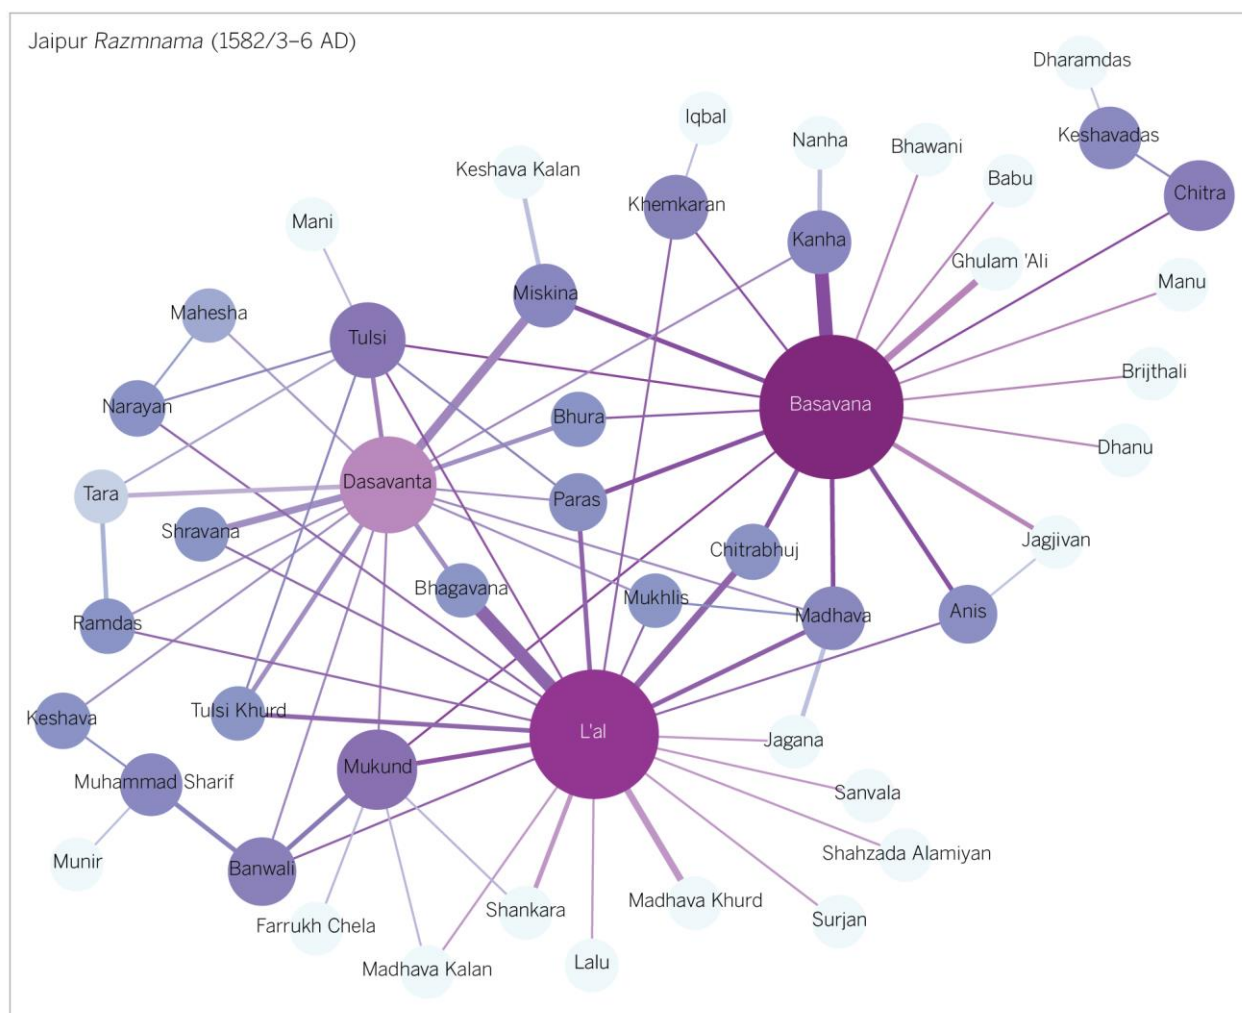 Jaipur Razmnama (1582/3–6 AD)
Dharamdas
Iqbal
Keshavadas
Nanha
Bhawani
Keshava Kalan
Babu
Chitra
Khemkaran
Mani
Kanha
Ghulam 'Ali
Manu
Miskina
Mahesha
Tulsi
Brijthali
Narayan
Basavana
Bhura
Dhanu
Dasavanta
Tara
Paras
Shravana
Jagjivan
Chitrabhuj
Bhagavana
Mukhlis
Madhava
Anis
Ramdas
Keshava
Tulsi Khurd
L'al
Jagana
Mukund
Muhammad Sharif
Sanvala
Munir
Banwali
Shahzada Alamiyan
Madhava Khurd
Shankara
Surjan
Farrukh Chela
Lalu
Madhava Kalan